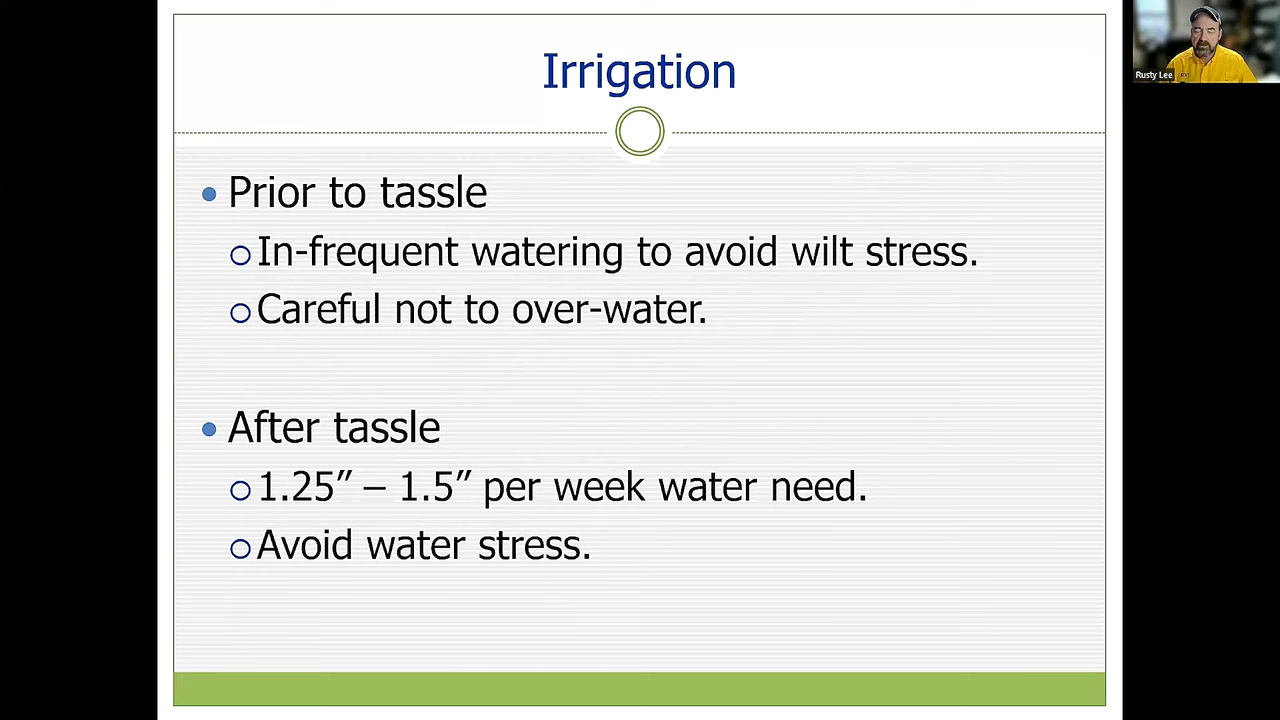 Irrigation
Rusty Lee
Prior to tassle
In-frequent watering to avoid wilt stress.
Careful not to over-water.
After tassle
1.25” – 1.5” per week water need.
Avoid water stress.